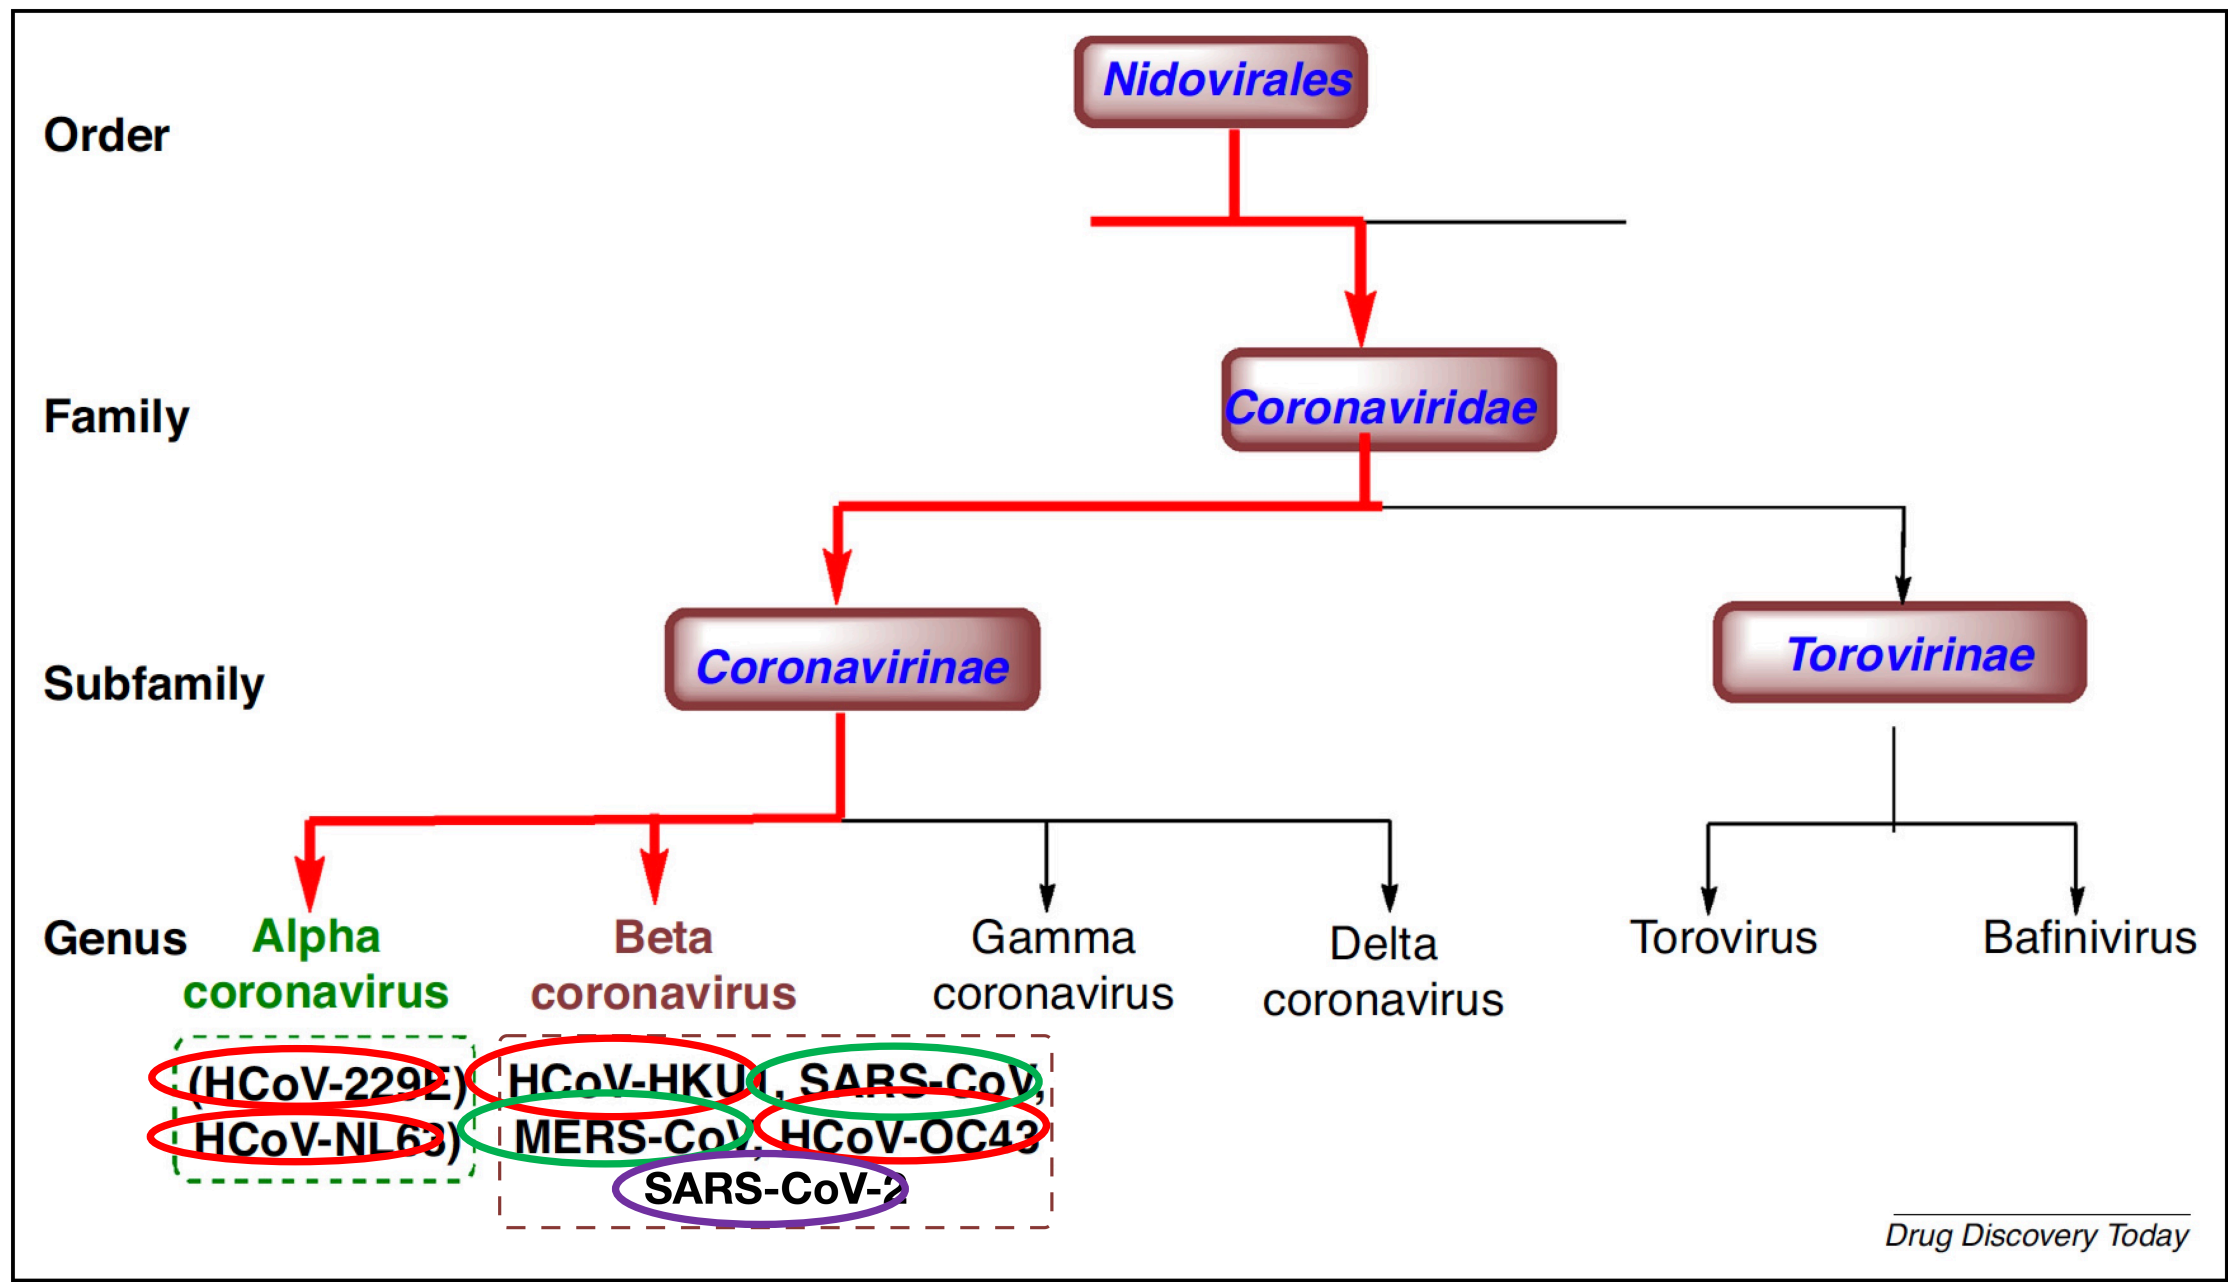 Nidovirales
Order
Coronaviridae
Family
Coronavirinae
Torovirinae
Subfamily
Genus
Alpha
coronavirus
Beta
coronavirus
Gamma
coronavirus
Delta
coronavirus
Torovirus
Bafinivirus
(HCoV-229E)
HCoV-NL63)
HCoV-HKU1, SARS-CoV,
MERS-CoV, HCoV-OC43
SARS-CoV-2
Drug Discovery Today